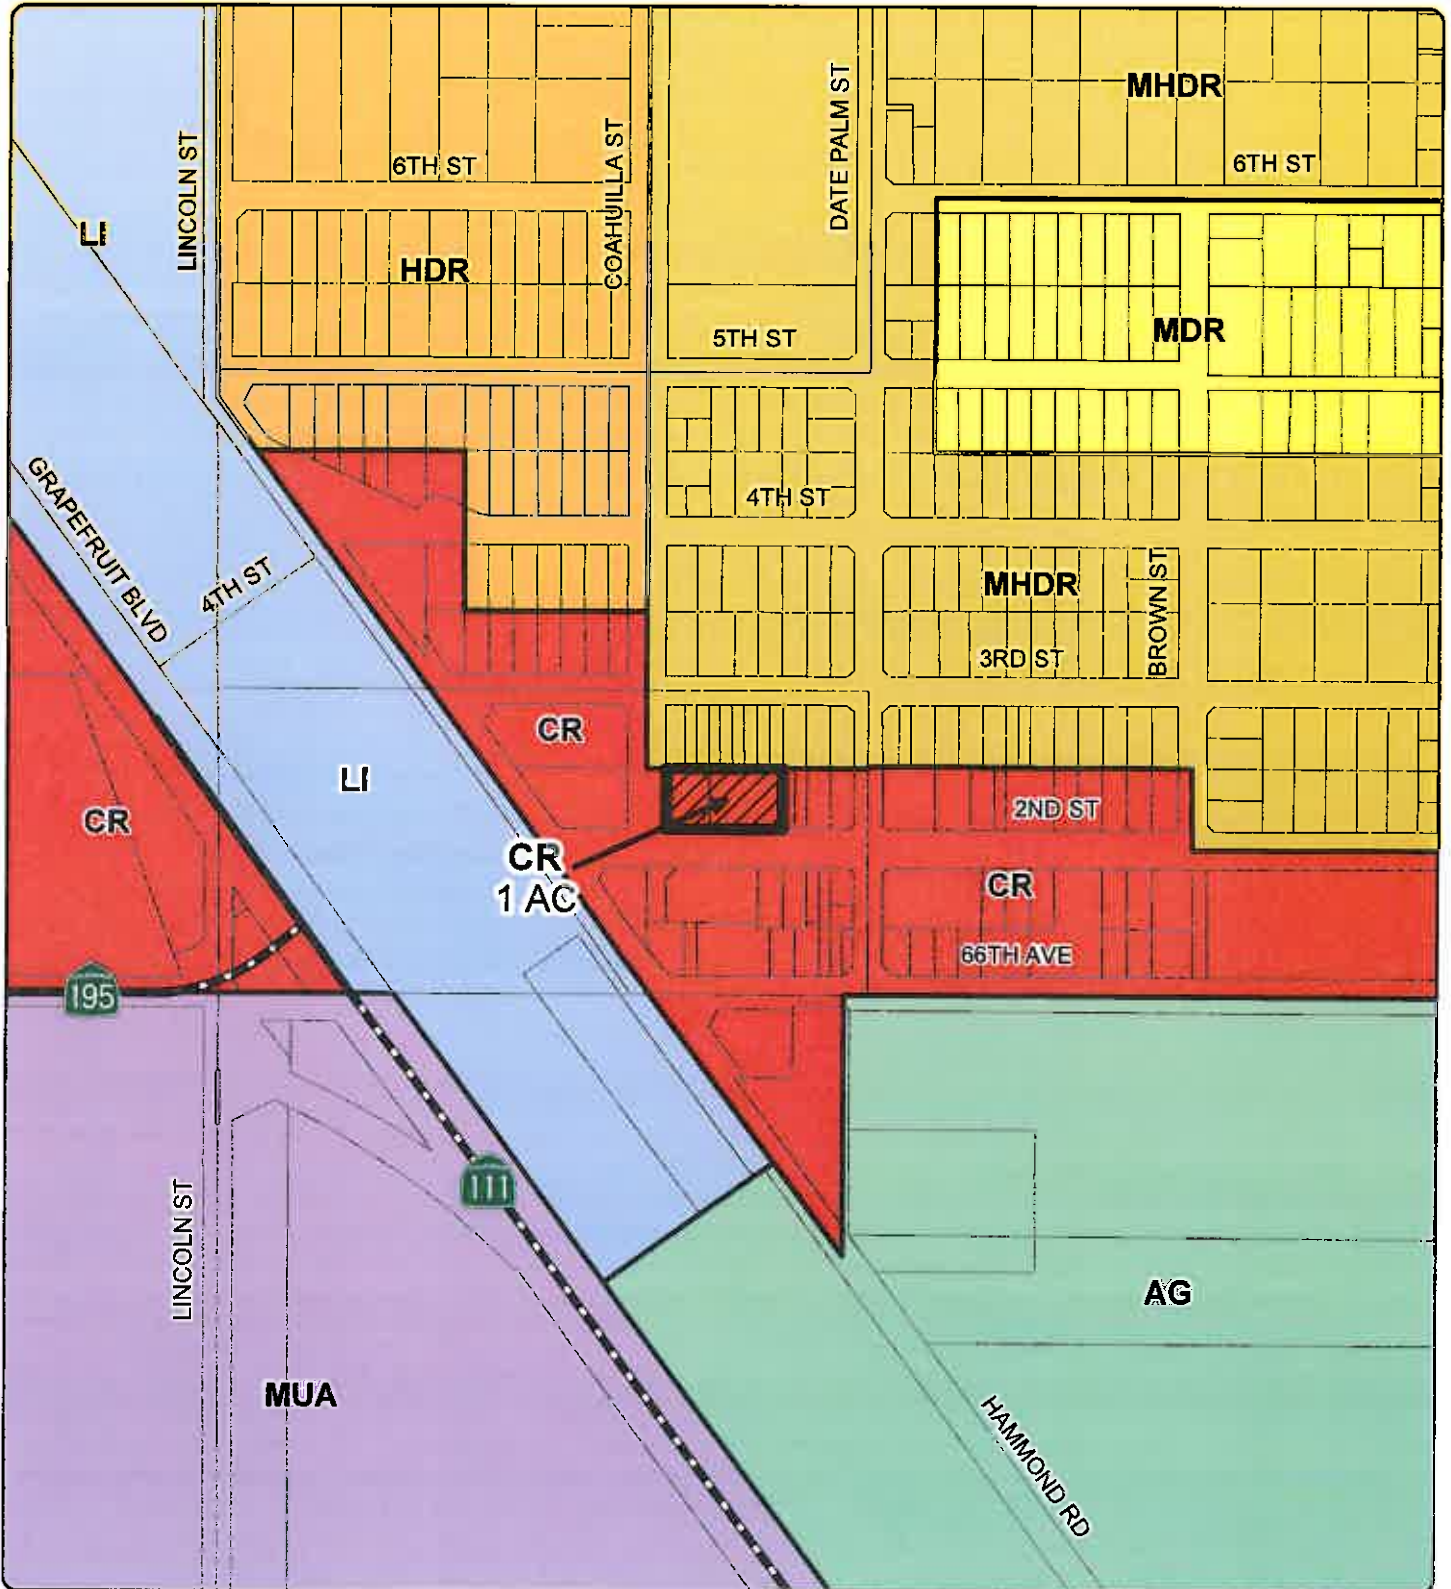 MHDR
DATE PALM ST
LINCOLN ST
COAHUILLA ST
6TH ST
6TH ST
LI
HDR
5TH ST
MDR
GRAPEFRUIT BLVD
4TH ST
4TH ST
MHDR
BROWN ST
3RD ST
CR
LI
CR
2ND ST
CR
1 AC
CR
66TH AVE
195
111
LINCOLN ST
AG
MUA
HAMMOND RD